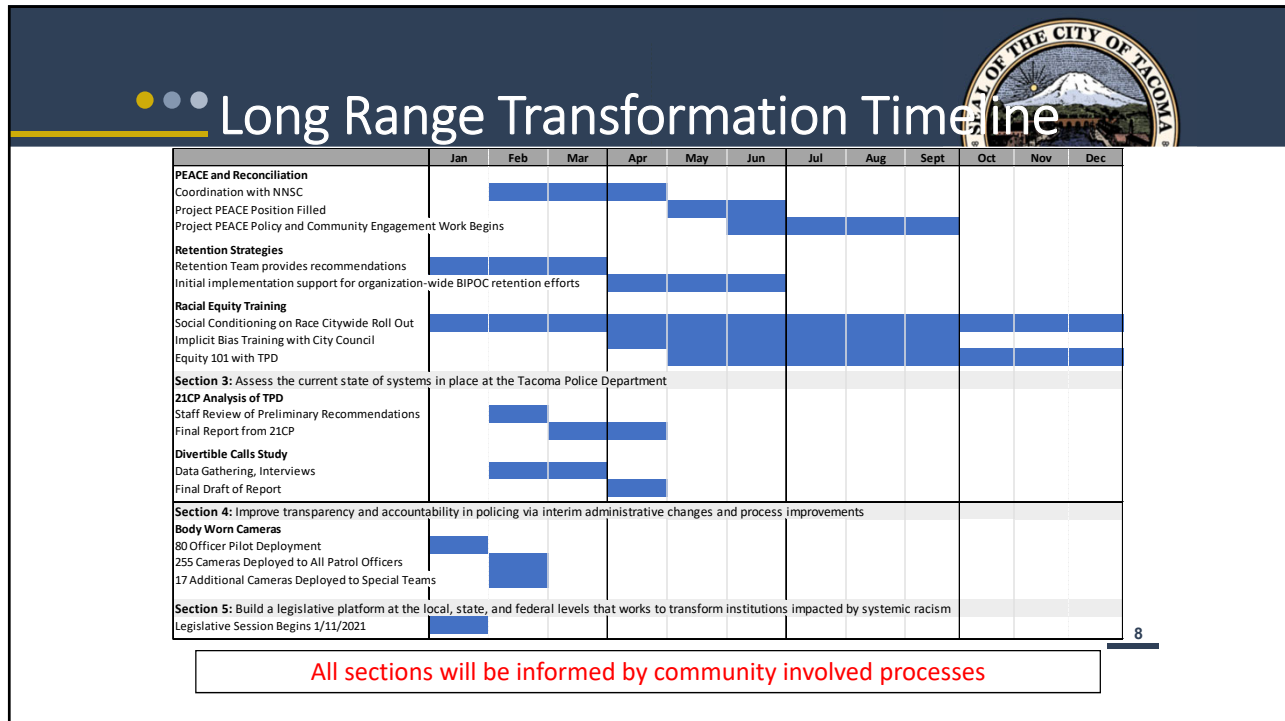 SEAL OF THE CITY OF TACOMA
Long Range Transformation Timeline
Jan Feb Mar Apr May Jun Jul Aug Sept Oct Nov Dec
PEACE and Reconciliation
Coordination with NNSC
Project PEACE Position Filled
Project PEACE Policy and Community Engagement Work Begins
Retention Strategies
Retention Team provides recommendations
Initial implementation support for organization-wide BIPOC retention efforts
Racial Equity Training
Social Conditioning on Race Citywide Roll Out
Implicit Bias Training with City Council
Equity 101 with TPD
Section 3: Assess the current state of systems in place at the Tacoma Police Department
21CP Analysis of TPD
Staff Review of Preliminary Recommendations
Final Report from 21CP
Divertible Calls Study
Data Gathering, Interviews
Final Draft of Report
Section 4: Improve transparency and accountability in policing via interim administrative changes and process improvements
Body Worn Cameras
80 Officer Pilot Deployment
255 Cameras Deployed to All Patrol Officers
17 Additional Cameras Deployed to Special Teams
Section 5: Build a legislative platform at the local, state, and federal levels that works to transform institutions impacted by systemic racism
Legislative Session Begins 1/11/2021
8
All sections will be informed by community involved processes